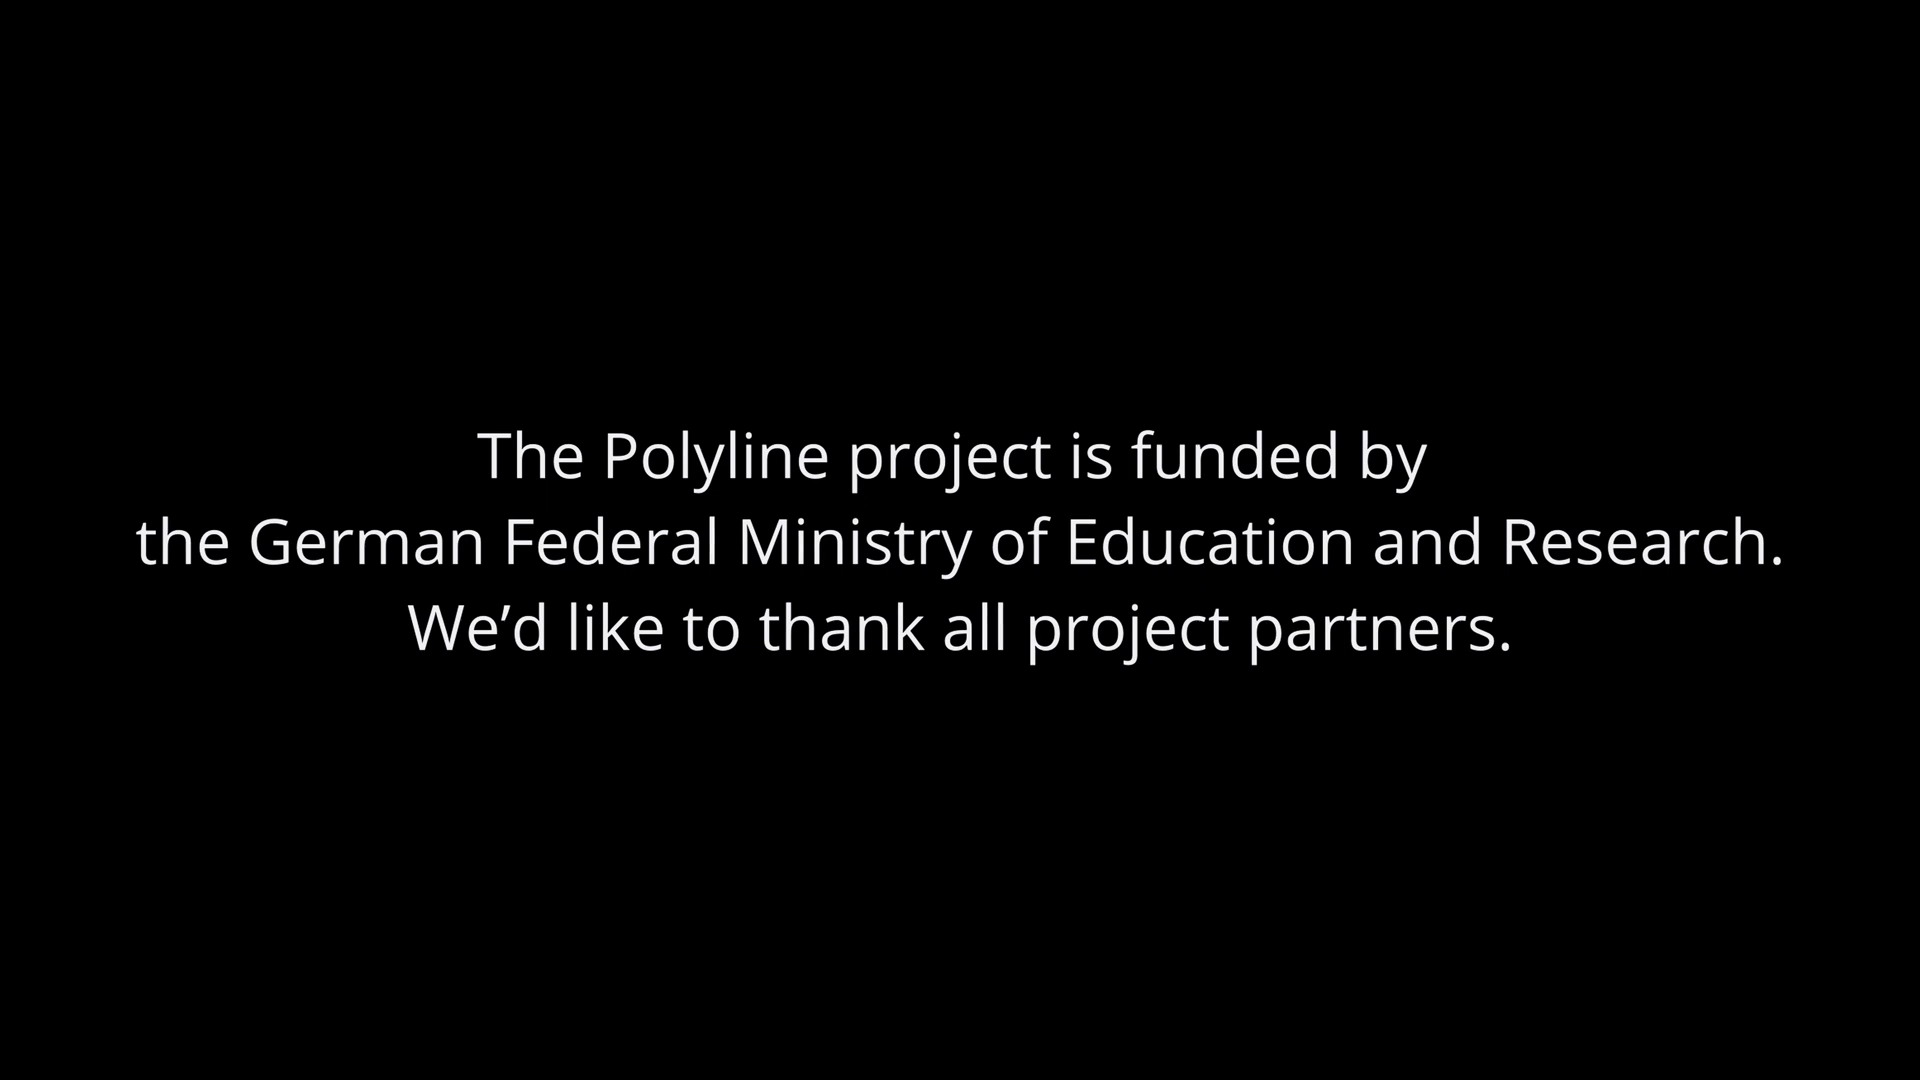 The Polyline project is funded by
the German Federal Ministry of Education and Research.
We’d like to thank all project partners.